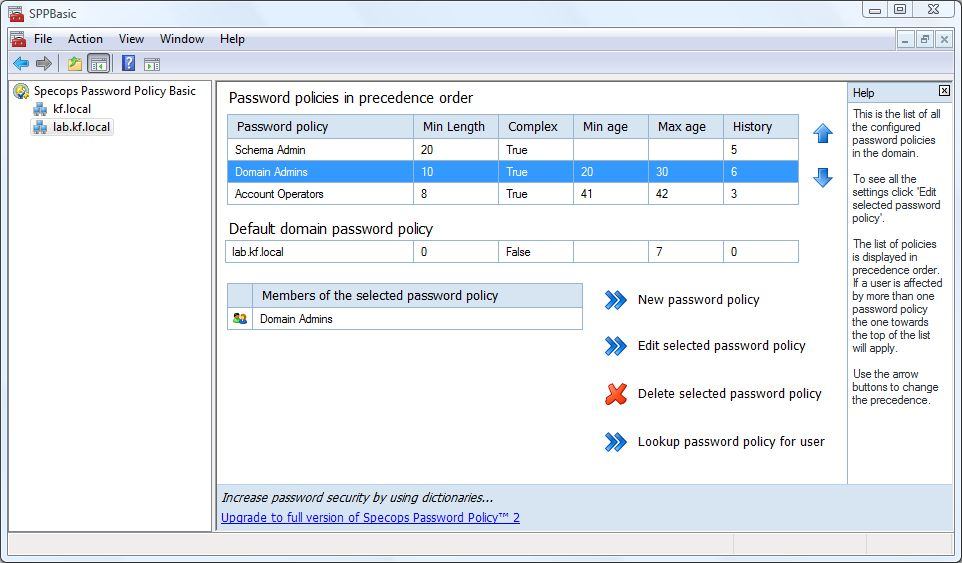 SPPBasic
File Action View Window Help
Specops Password Policy Basic
kf.local
lab.kf.local
Password policies in precedence order
Password policy Min Length Complex Min age Max age History
Schema Admin 20 True 5
Domain Admins 10 True 20 30 6
Account Operators 8 True 41 42 3
Default domain password policy
lab.kf.local 0 False 7 0
Members of the selected password policy
Domain Admins
New password policy
Edit selected password policy
Delete selected password policy
Lookup password policy for user
Increase password security by using dictionaries...
Upgrade to full version of Specops Password Policy™ 2
Help
This is the list of all
the configured
password policies
in the domain.
To see all the
settings click 'Edit
selected password
policy'.
The list of policies
is displayed in
precedence order.
If a user is affected
by more than one
password policy
the one towards
the top of the list
will apply.
Use the arrow
buttons to change
the precedence.